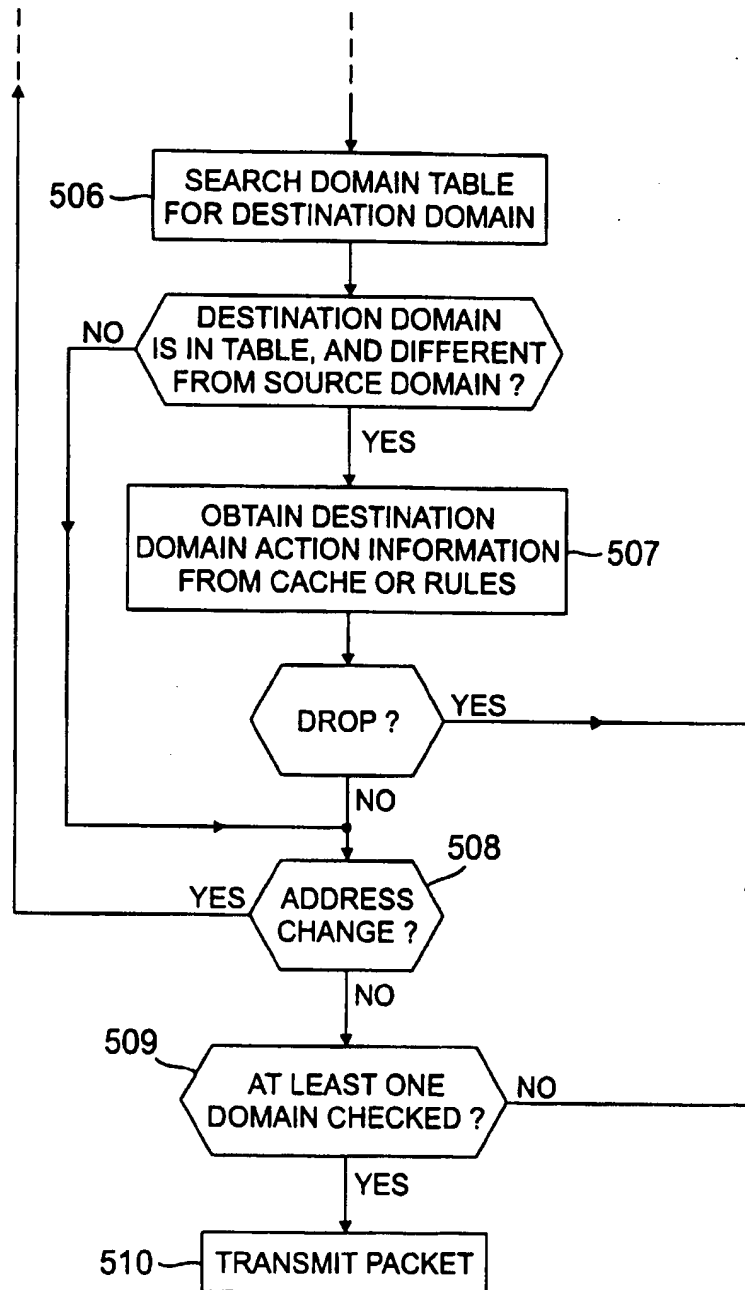 506
SEARCH DOMAIN TABLE
FOR DESTINATION DOMAIN
NO
DESTINATION DOMAIN
IS IN TABLE, AND DIFFERENT
FROM SOURCE DOMAIN ?
YES
OBTAIN DESTINATION
DOMAIN ACTION INFORMATION
FROM CACHE OR RULES
507
DROP ?
YES
NO
508
YES
ADDRESS
CHANGE ?
NO
509
AT LEAST ONE
DOMAIN CHECKED ?
NO
YES
510
TRANSMIT PACKET